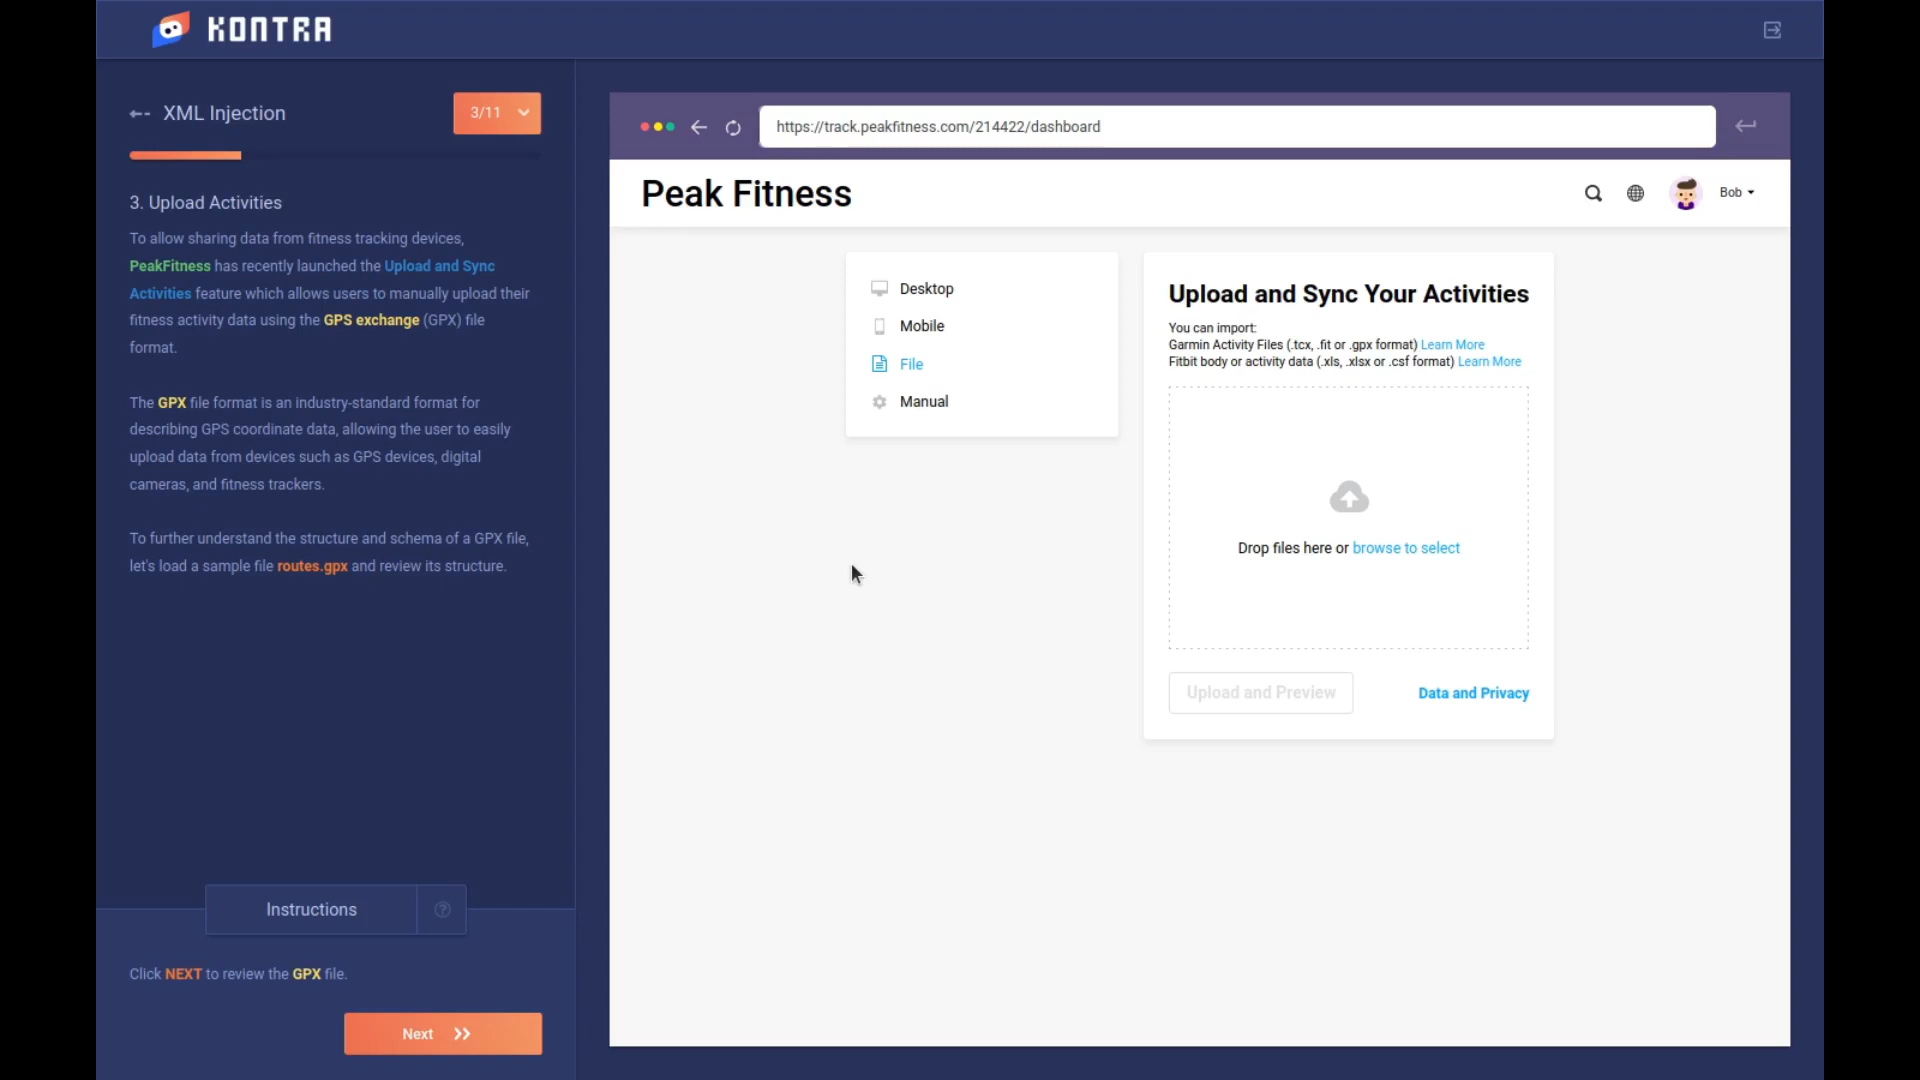 KONTRA
XML Injection
3/11
3. Upload Activities
To allow sharing data from fitness tracking devices,
PeakFitness has recently launched the Upload and Sync
Activities feature which allows users to manually upload their
fitness activity data using the GPS exchange (GPX) file
format.
The GPX file format is an industry-standard format for
describing GPS coordinate data, allowing the user to easily
upload data from devices such as GPS devices, digital
cameras, and fitness trackers.
To further understand the structure and schema of a GPX file,
let's load a sample file routes.gpx and review its structure.
Instructions
Click NEXT to review the GPX file.
Next
https://track.peakfitness.com/214422/dashboard
Peak Fitness
Bob
Desktop
Mobile
File
Manual
Upload and Sync Your Activities
You can import:
Garmin Activity Files (.tcx, .fit or .gpx format) Learn More
Fitbit body or activity data (.xls, .xlsx or .csf format) Learn More
Drop files here or browse to select
Upload and Preview
Data and Privacy